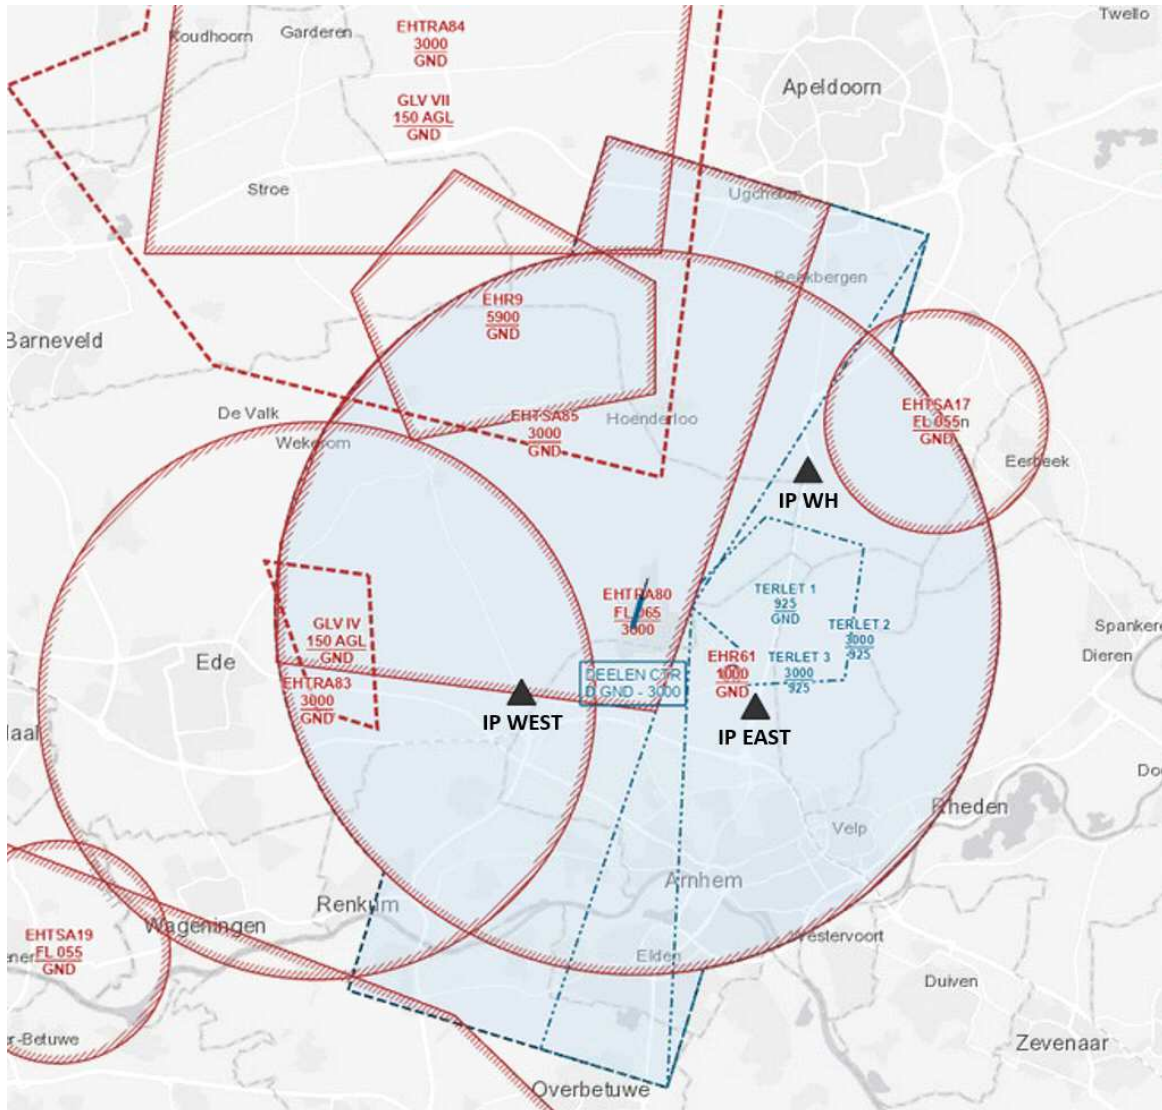 Twello
Koudhoorn
Garderen
EHTRA84
3000
GND
Apeldoorn
GLV VII
150 AGL
GND
Stroe
Ugchelen
Beekbergen
EHR9
5900
GND
Barneveld
De Valk
Wekerom
EHTSA85
3000
GND
Hoenderloo
EHTSA17
FL 055
GND
Eerbeek
IP WH
EHTRA80
FL 065
3000
TERLET 1
925
GND
TERLET 2
3000
925
GLV IV
150 AGL
GND
Ede
EHTRA83
3000
GND
DEELEN CTR
D GND - 3000
EHR61
1000
GND
TERLET 3
3000
925
Spankere
Dieren
IP WEST
IP EAST
Rheden
Velp
Arnhem
Renkum
Wageningen
EHTSA19
FL 055
GND
Elden
estervoort
Duiven
er-Betuwe
Zevenaar
Overbetuwe